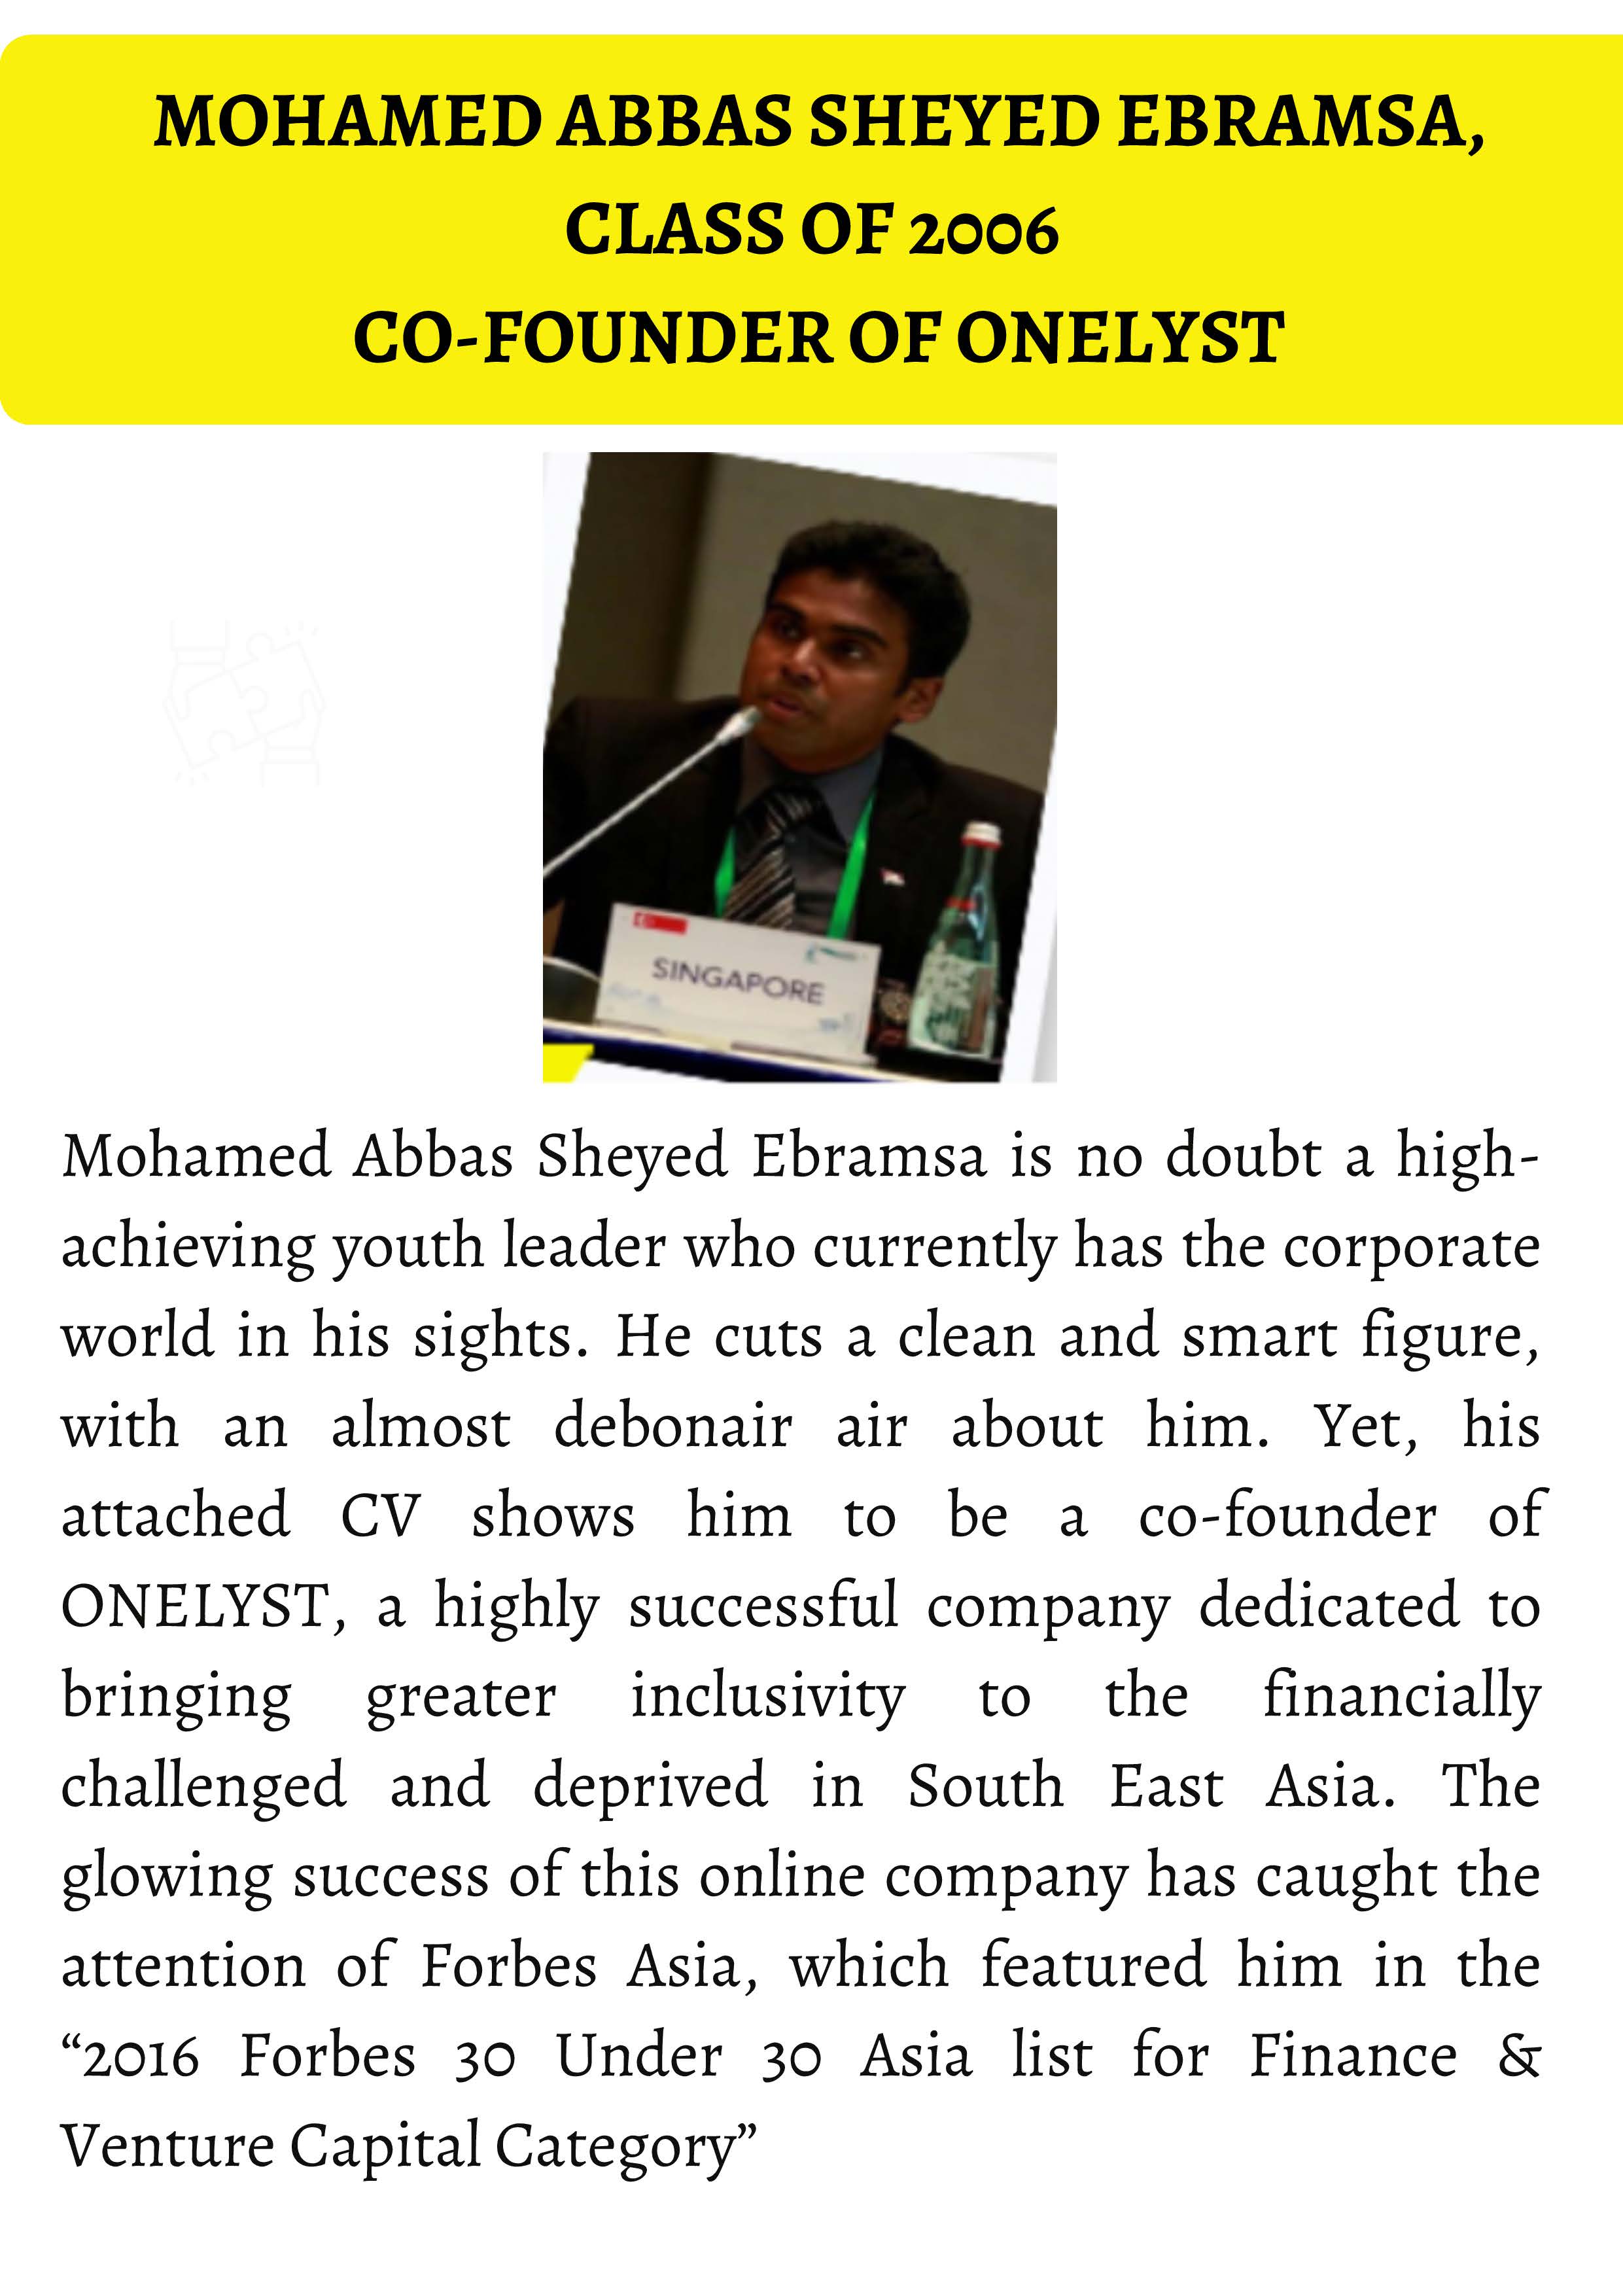 MOHAMED ABBAS SHEYED EBRAMSA,
CLASS OF 2006
CO-FOUNDER OF ONELYST
SINGAPORE
Mohamed Abbas Sheyed Ebramsa is no doubt a high-
achieving youth leader who currently has the corporate
world in his sights. He cuts a clean and smart figure,
with an almost debonair air about him. Yet, his
attached CV shows him to be a co-founder of
ONELYST, a highly successful company dedicated to
bringing greater inclusivity to the financially
challenged and deprived in South East Asia. The
glowing success of this online company has caught the
attention of Forbes Asia, which featured him in the
“2016 Forbes 30 Under 30 Asia list for Finance &
Venture Capital Category”